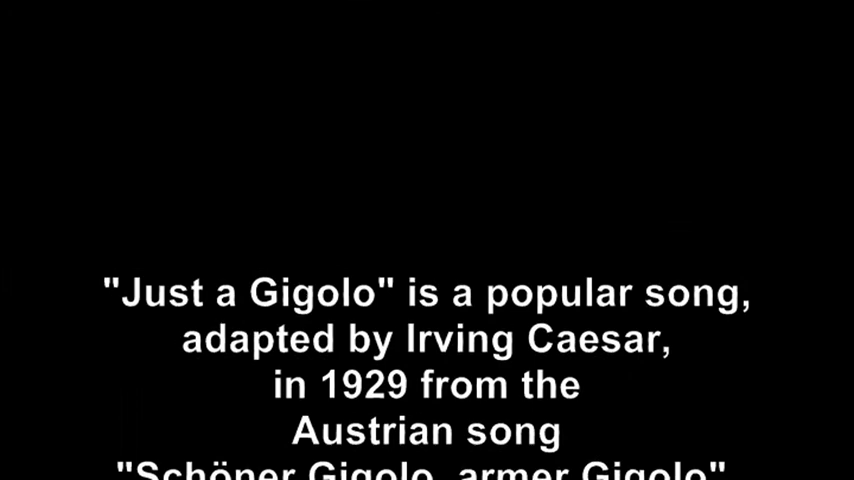 "Just a Gigolo" is a popular song,
adapted by Irving Caesar,
in 1929 from the
Austrian song
"Schöner Gigolo, armer Gigolo",